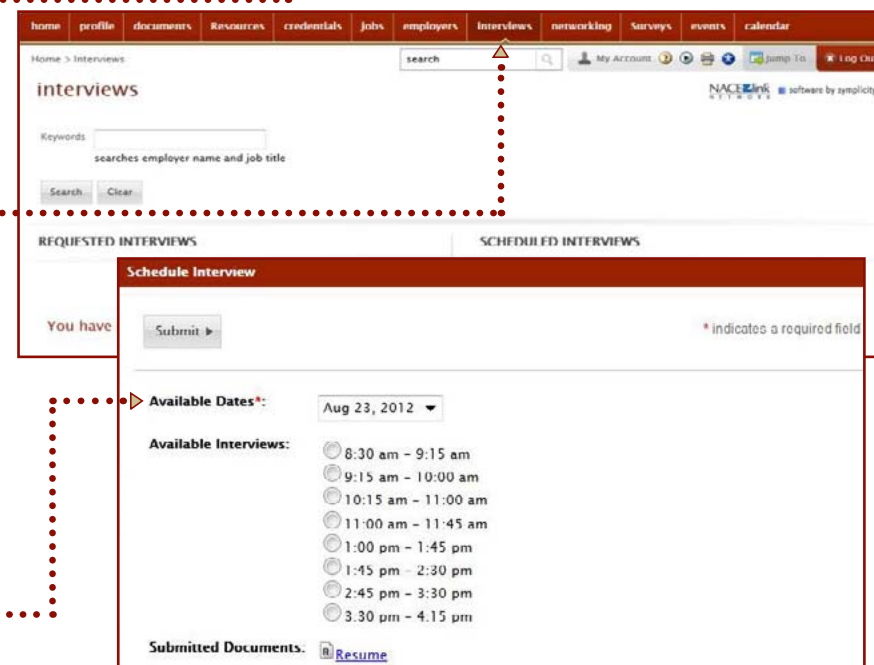 home profile documents Resources credentials Jobs employers Interviews networking Surveys events calendar
Home > Interviews search My Account Jump To Log Ou
interviews NACElink NETWORK software by symplicity
Keywords
searches employer name and job title
Search Clear
REQUESTED INTERVIEWS SCHEDULED INTERVIEWS
You have
Schedule Interview
Submit * indicates a required field
Available Dates*: Aug 23, 2012
Available Interviews: 8:30 am – 9:15 am
9:15 am – 10:00 am
10:15 am – 11:00 am
11:00 am – 11:45 am
1:00 pm – 1:45 pm
1:45 pm – 2:30 pm
2:45 pm – 3:30 pm
3:30 pm – 4:15 pm
Submitted Documents: Resume